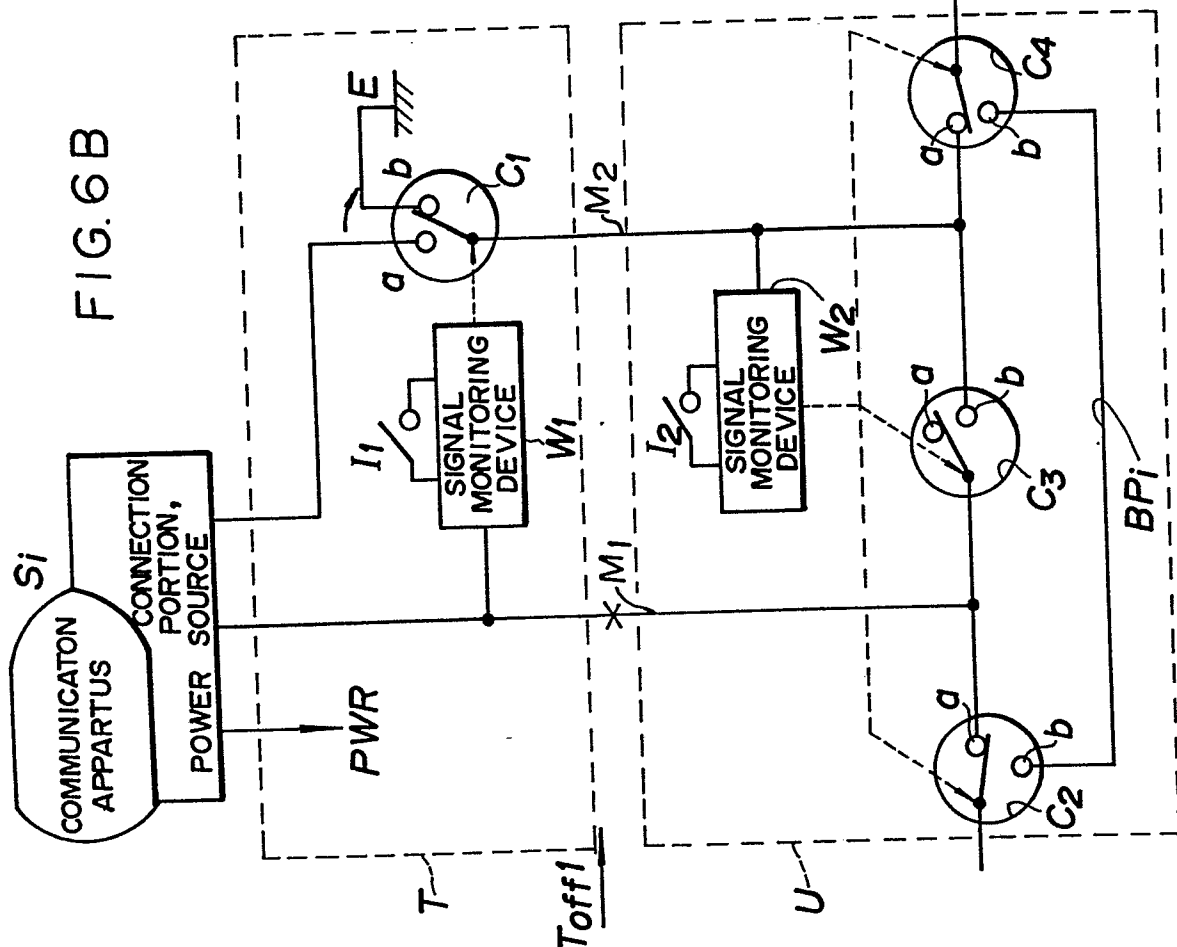 FIG.6B
Si
COMMUNICATON
APPARTUS
CONNECTION
PORTION,
POWER SOURCE
PWR
E
a
b
C1
I1
SIGNAL
MONITORING
DEVICE
W1
T
Toff1
M1
M2
I2
SIGNAL
MONITORING
DEVICE
W2
U
a
b
C2
a
b
C3
a
b
C4
BPi